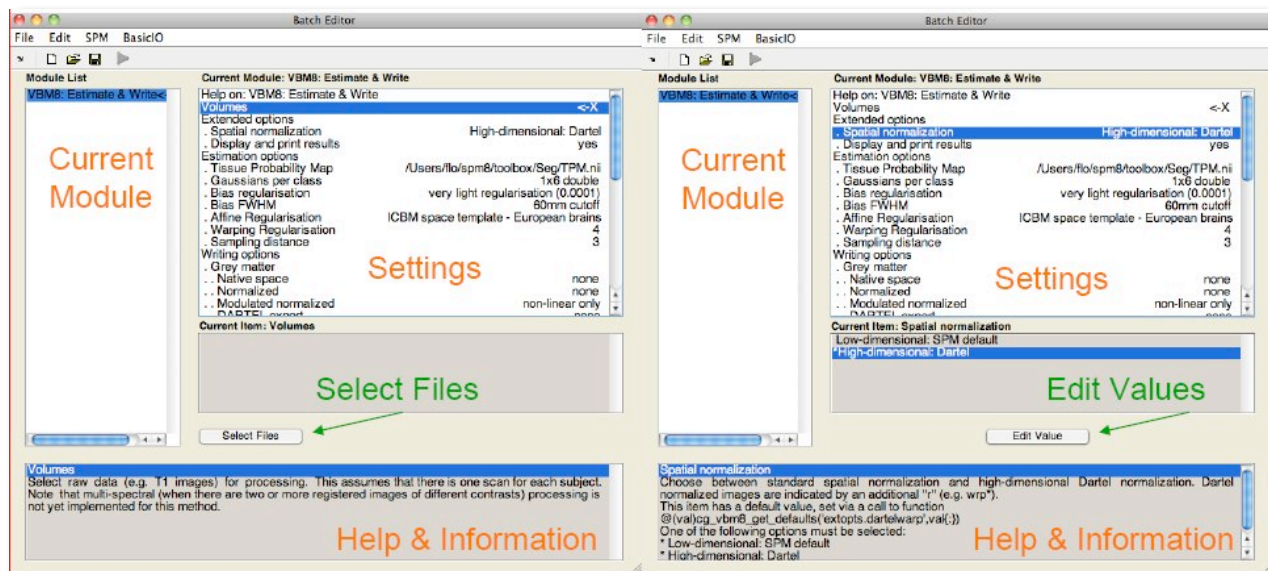 Batch Editor
File Edit SPM BasicIO
Module List
VBM8: Estimate & Write<
Current Module
Current Module: VBM8: Estimate & Write
Help on: VBM8: Estimate & Write
Volumes <-X
Extended options
. Spatial normalization High-dimensional: Dartel
. Display and print results yes
Estimation options
. Tissue Probability Map /Users/flo/spm8/toolbox/Seg/TPM.nii
. Gaussians per class 1x6 double
. Bias regularisation very light regularisation (0.0001)
. Bias FWHM 60mm cutoff
. Affine Regularisation ICBM space template - European brains
. Warping Regularisation 4
. Sampling distance 3
Writing options
. Grey matter
. . Native space none
. . Normalized none
. . Modulated normalized non-linear only
. . DARTEL export none
Settings
Current Item: Volumes
Select Files
Select Files
Volumes
Select raw data (e.g. T1 images) for processing. This assumes that there is one scan for each subject.
Note that multi-spectral (when there are two or more registered images of different contrasts) processing is
not yet implemented for this method.
Help & Information
Batch Editor
File Edit SPM BasicIO
Module List
VBM8: Estimate & Write<
Current Module
Current Module: VBM8: Estimate & Write
Help on: VBM8: Estimate & Write
Volumes <-X
Extended options
. Spatial normalization High-dimensional: Dartel
. Display and print results yes
Estimation options
. Tissue Probability Map /Users/flo/spm8/toolbox/Seg/TPM.nii
. Gaussians per class 1x6 double
. Bias regularisation very light regularisation (0.0001)
. Bias FWHM 60mm cutoff
. Affine Regularisation ICBM space template - European brains
. Warping Regularisation 4
. Sampling distance 3
Writing options
. Grey matter
. . Native space none
. . Normalized none
. . Modulated normalized non-linear only
. . DARTEL export none
Settings
Current Item: Spatial normalization
Low-dimensional: SPM default
*High-dimensional: Dartel
Edit Values
Edit Value
Spatial normalization
Choose between standard spatial normalization and high-dimensional Dartel normalization. Dartel
normalized images are indicated by an additional "r" (e.g. wrp*).
This item has a default value, set via a call to function
@(val)cg_vbm8_get_defaults('extopts.dartelwarp',val{:})
One of the following options must be selected:
* Low-dimensional: SPM default
* High-dimensional: Dartel
Help & Information